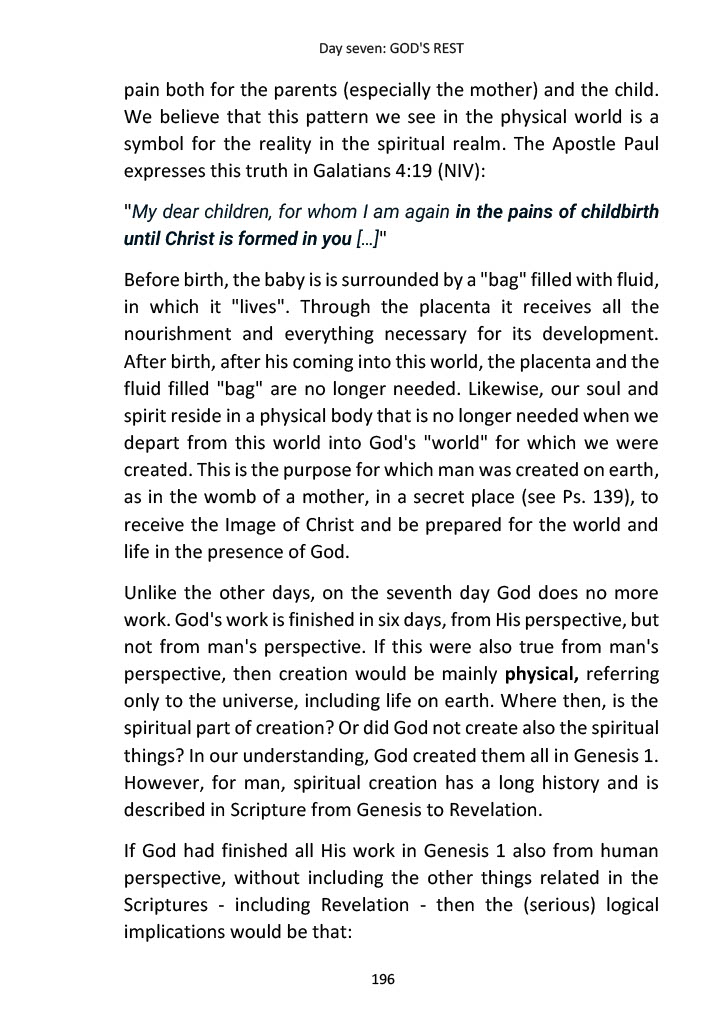 Day seven: GOD'S REST
pain both for the parents (especially the mother) and the child.
We believe that this pattern we see in the physical world is a
symbol for the reality in the spiritual realm. The Apostle Paul
expresses this truth in Galatians 4:19 (NIV):
"My dear children, for whom I am again in the pains of childbirth
until Christ is formed in you [...]"
Before birth, the baby is is surrounded by a "bag" filled with fluid,
in which it "lives". Through the placenta it receives all the
nourishment and everything necessary for its development.
After birth, after his coming into this world, the placenta and the
fluid filled "bag" are no longer needed. Likewise, our soul and
spirit reside in a physical body that is no longer needed when we
depart from this world into God's "world" for which we were
created. This is the purpose for which man was created on earth,
as in the womb of a mother, in a secret place (see Ps. 139), to
receive the Image of Christ and be prepared for the world and
life in the presence of God.
Unlike the other days, on the seventh day God does no more
work. God's work is finished in six days, from His perspective, but
not from man's perspective. If this were also true from man's
perspective, then creation would be mainly physical, referring
only to the universe, including life on earth. Where then, is the
spiritual part of creation? Or did God not create also the spiritual
things? In our understanding, God created them all in Genesis 1.
However, for man, spiritual creation has a long history and is
described in Scripture from Genesis to Revelation.
If God had finished all His work in Genesis 1 also from human
perspective, without including the other things related in the
Scriptures - including Revelation - then the (serious) logical
implications would be that:
196